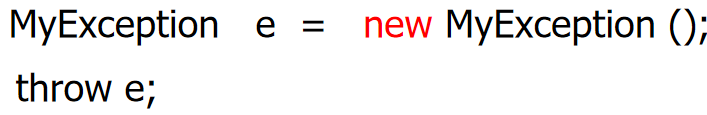 MyException e = new MyException ();
throw e;